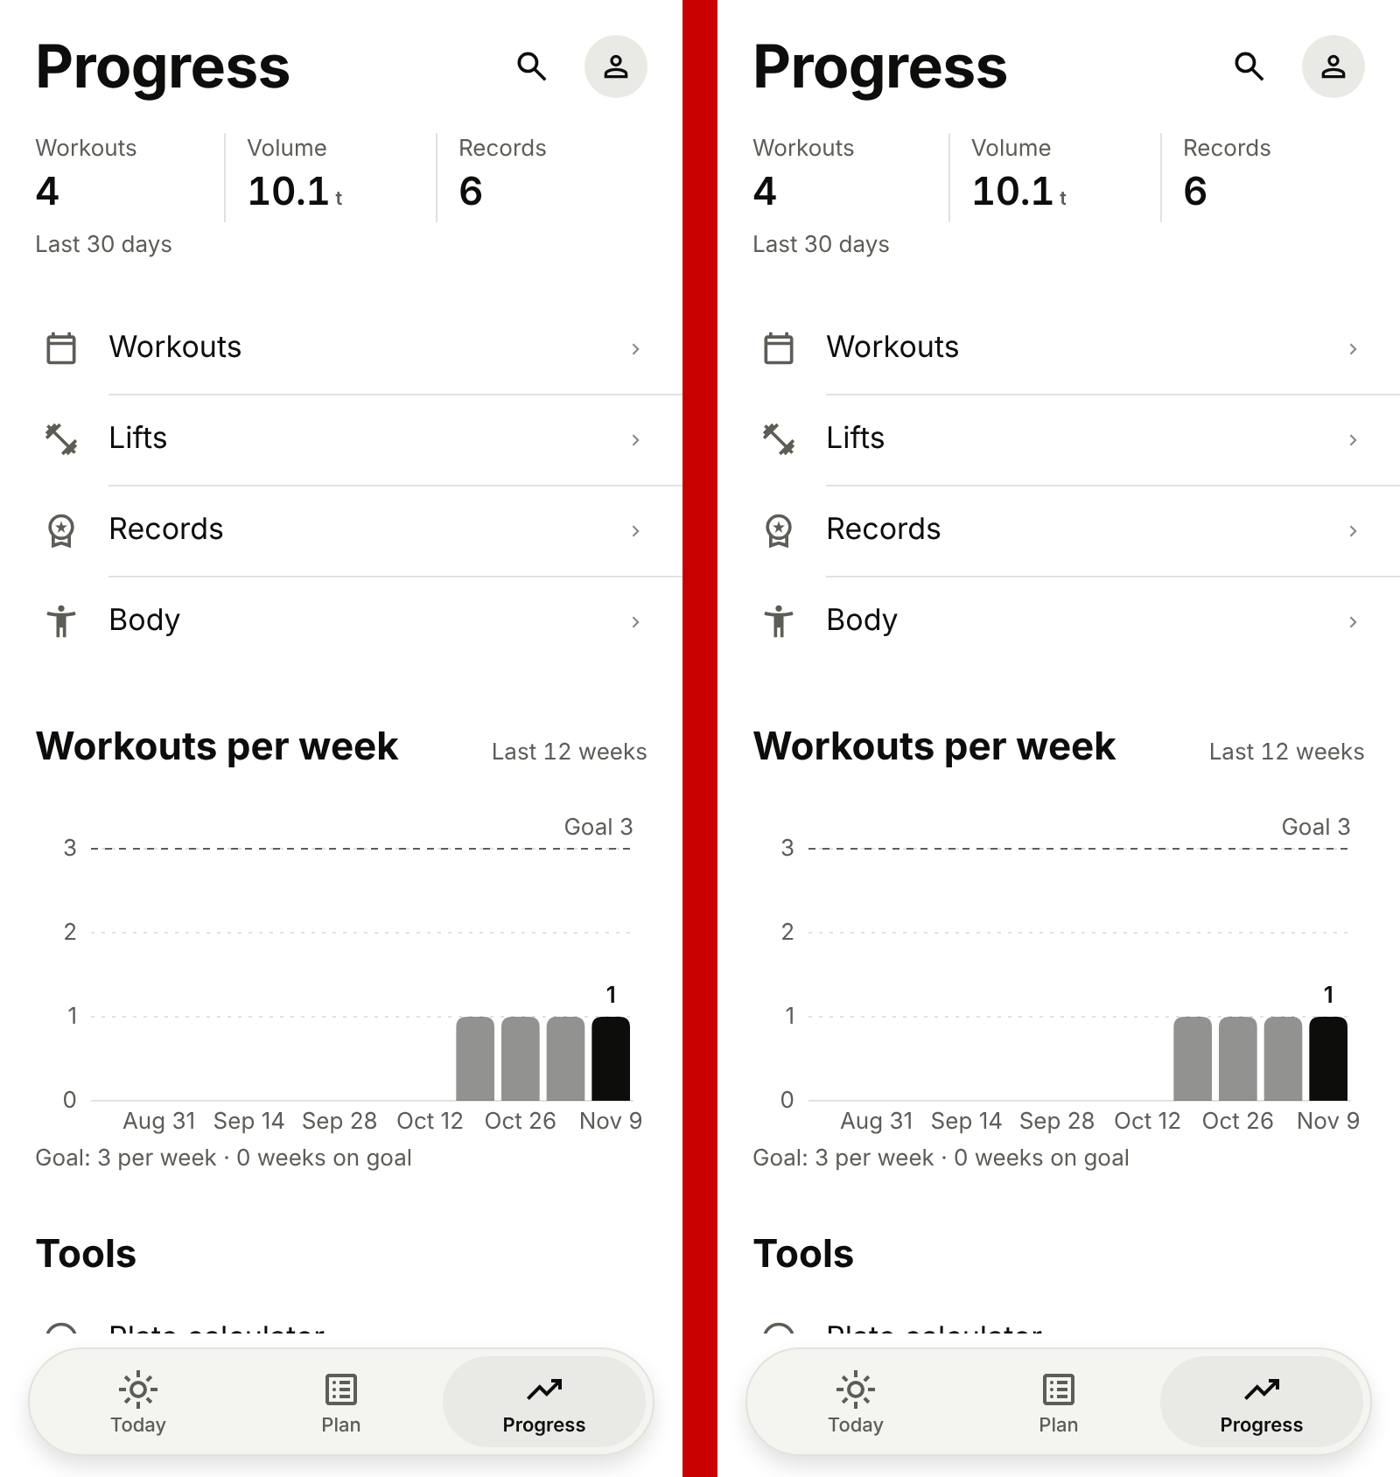 Progress
Workouts Volume Records
4 10.1 t 6
Last 30 days
Workouts
Lifts
Records
Body
Workouts per week Last 12 weeks
Goal 3
3
2
1
1
0
Aug 31 Sep 14 Sep 28 Oct 12 Oct 26 Nov 9
Goal: 3 per week · 0 weeks on goal
Tools
Plate calculator
Today Plan Progress
Progress
Workouts Volume Records
4 10.1 t 6
Last 30 days
Workouts
Lifts
Records
Body
Workouts per week Last 12 weeks
Goal 3
3
2
1
1
0
Aug 31 Sep 14 Sep 28 Oct 12 Oct 26 Nov 9
Goal: 3 per week · 0 weeks on goal
Tools
Plate calculator
Today Plan Progress